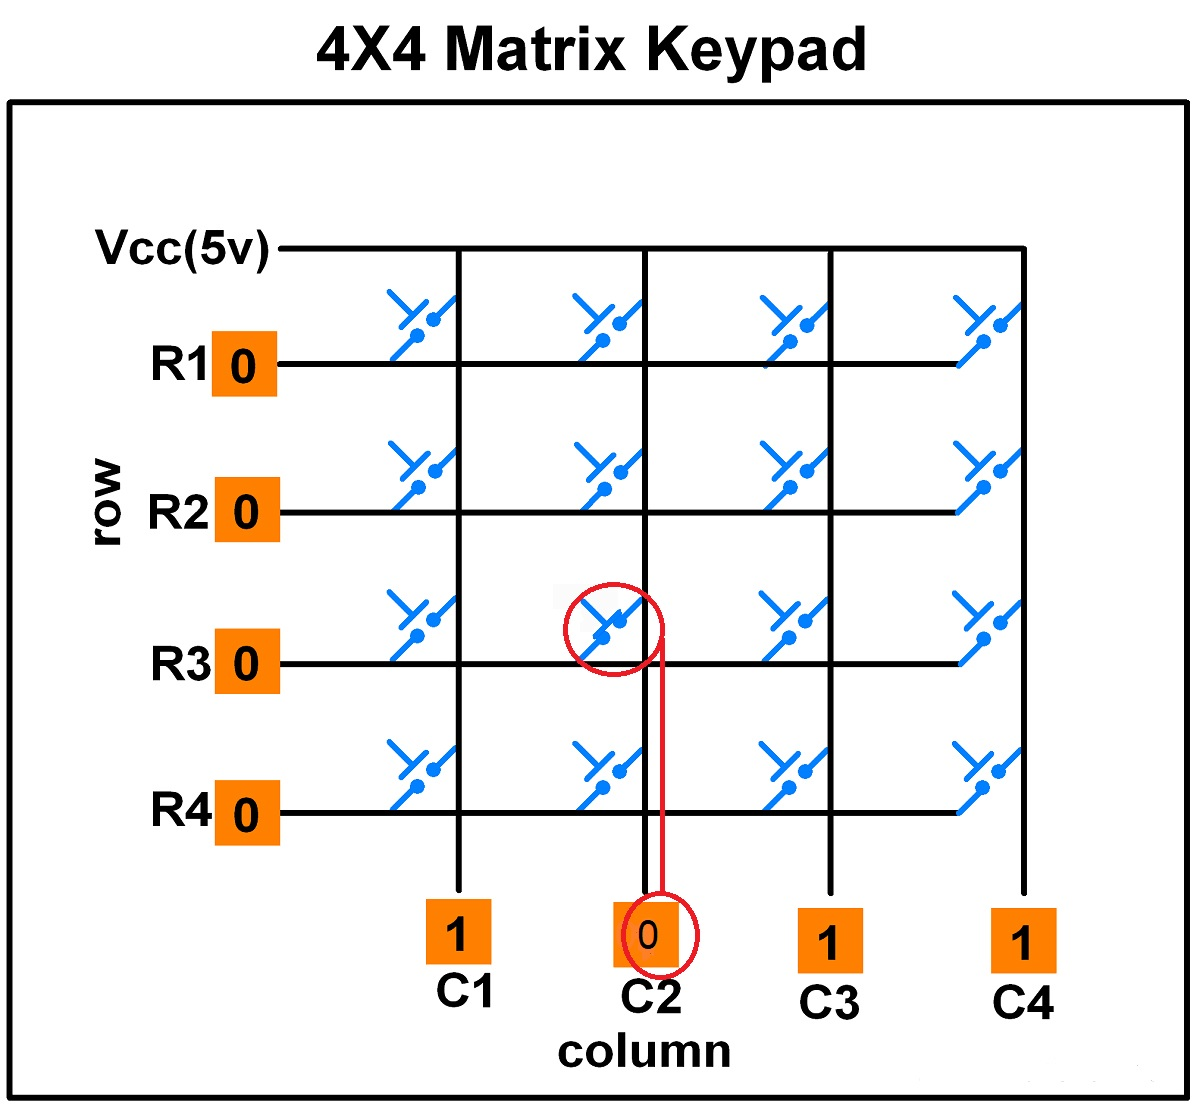 4X4 Matrix Keypad
Vcc(5v)
R1 0
row
R2 0
R3 0
R4 0
1 0 1 1
C1 C2 C3 C4
column